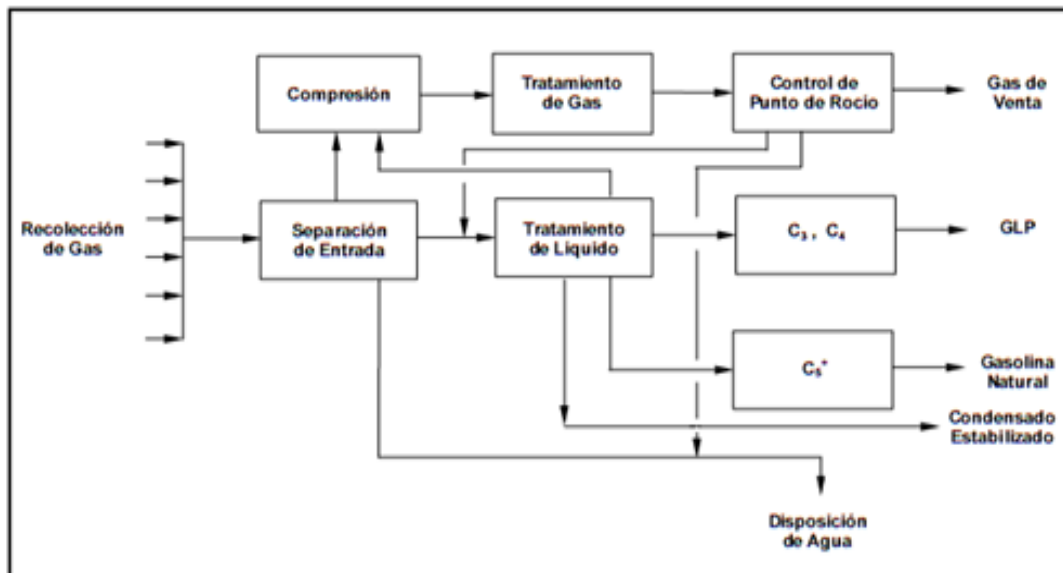 Compresión
Tratamiento
de Gas
Control de
Punto de Rocio
Gas de
Venta
Recolección
de Gas
Separación
de Entrada
Tratamiento
de Liquido
C₃ , C₄
GLP
C₅⁺
Gasolina
Natural
Condensado
Estabilizado
Disposición
de Agua